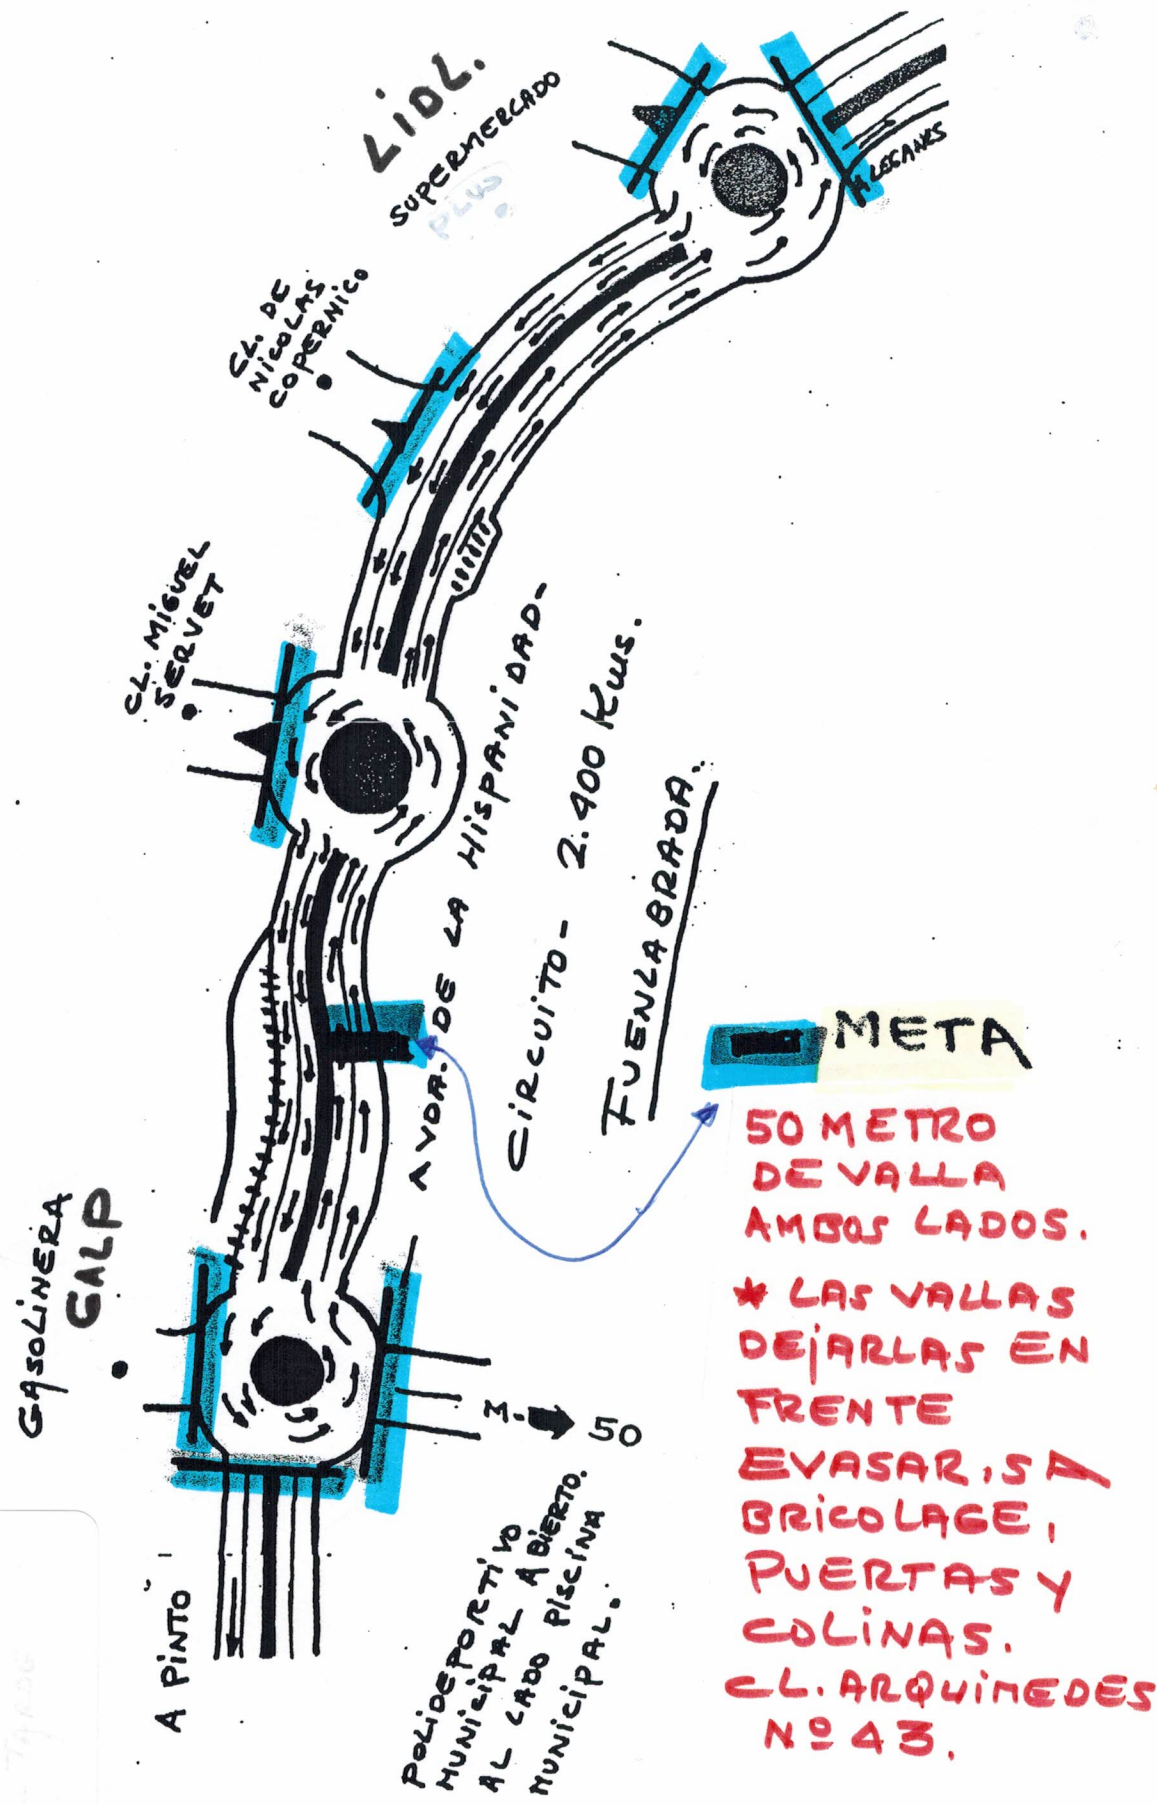 LiDL.
SUPERMERCADO
PLUS
A LEGANES
CL. DE
NiCOLAS
COPERNiCO
CL. MiGUEL
SERVET
AVDA. DE LA HiSPANiDAD-
CiRCUiTO - 2.400 Kms.
FUENLABRADA.
META
50 METRO
DE VALLA
AMBOS LADOS.
* LAS VALLAS
DEjARLAS EN
FRENTE
EVASAR, SA
BRiCOLAGE,
PUERTAS Y
COLiNAS.
CL. ARQUiMEDES
Nº 43.
GASOLiNERA
GALP
50
A PiNTO
POLiDEPORTiVO
MUNiCiPAL ABiERTO.
AL LADO PiSCiNA
MUNiCiPAL.